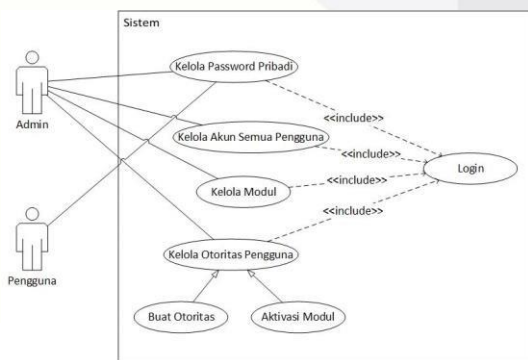 Sistem
Kelola Password Pribadi
Admin
<<include>>
Kelola Akun Semua Pengguna
<<include>>
Login
Kelola Modul
<<include>>
<<include>>
Kelola Otoritas Pengguna
Pengguna
Buat Otoritas
Aktivasi Modul